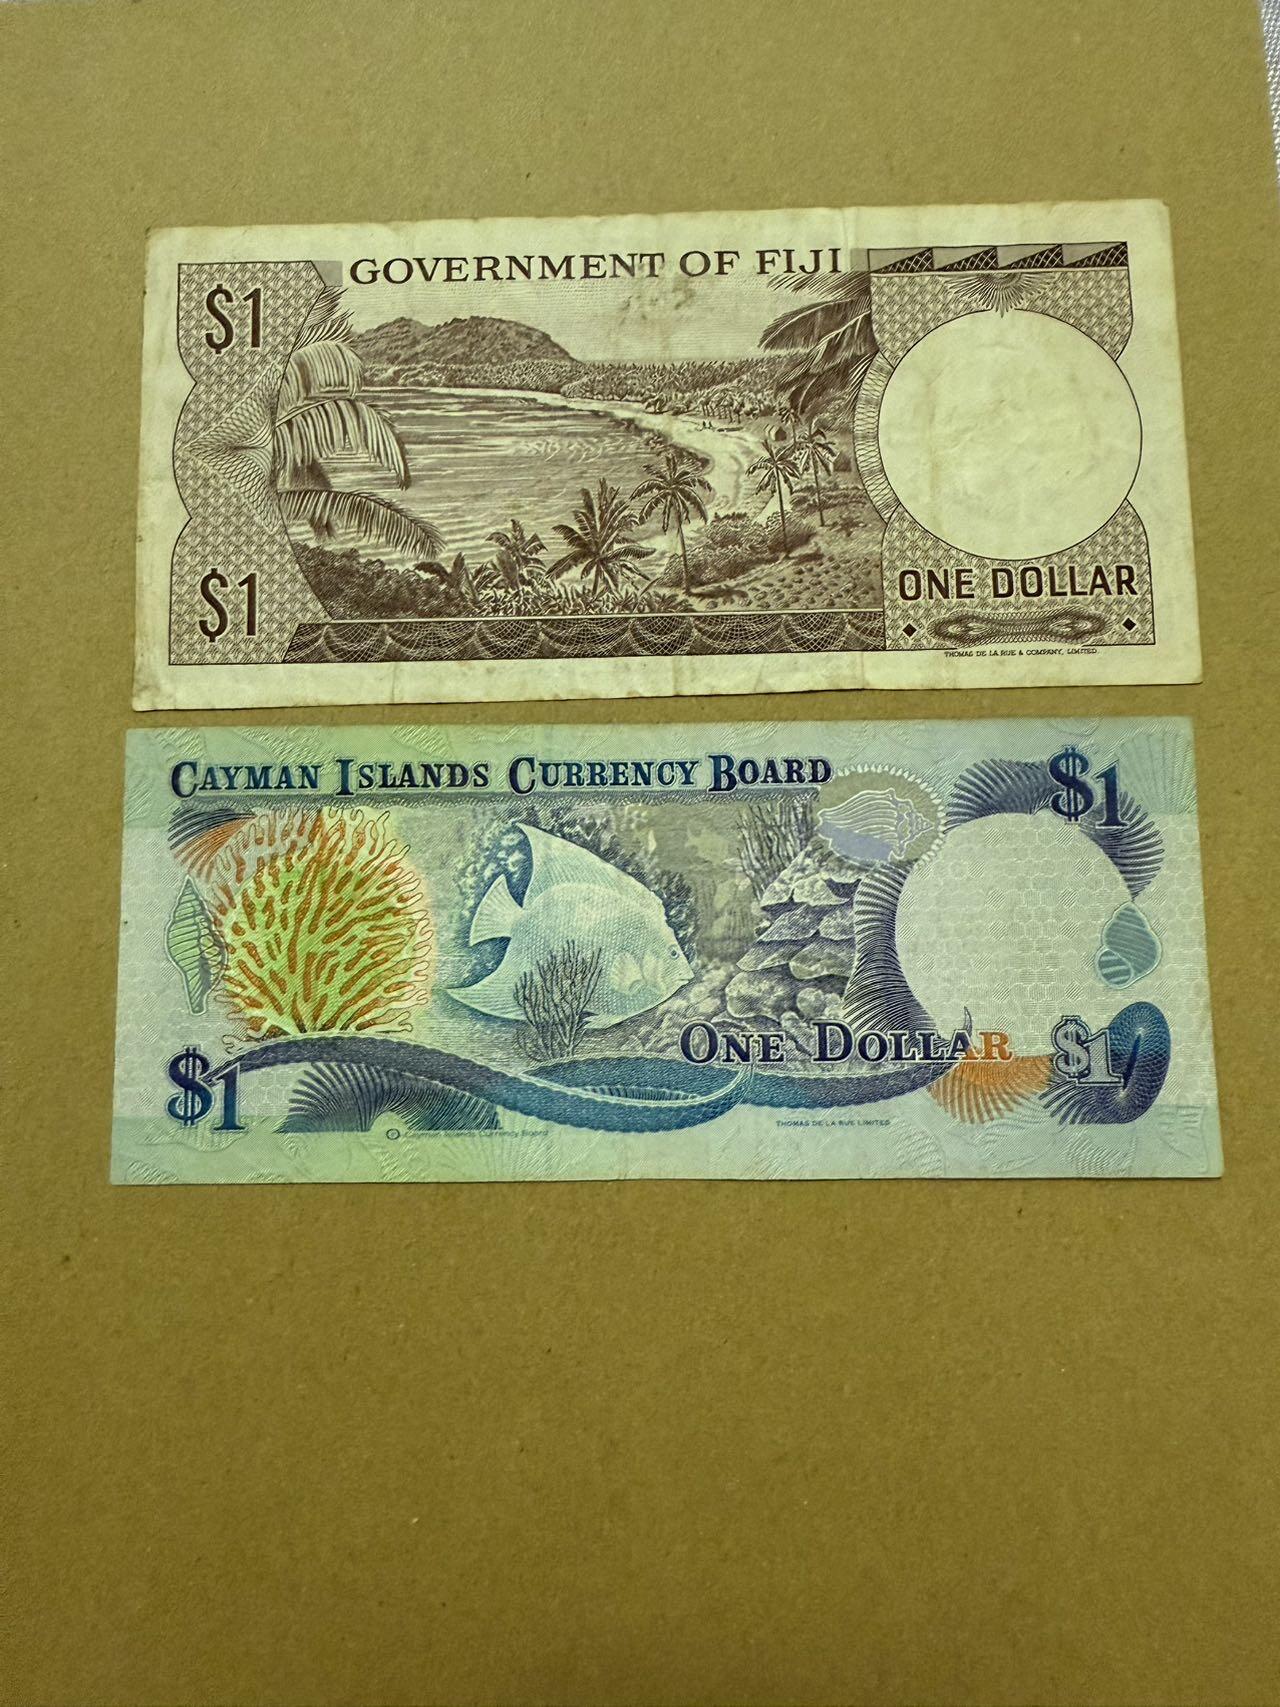 GOVERNMENT OF FIJI
$1
$1
ONE DOLLAR
THOMAS DE LA RUE & COMPANY, LIMITED.
CAYMAN ISLANDS CURRENCY BOARD
$1
ONE DOLLAR
$1
$1
THOMAS DE LA RUE LIMITED
© Cayman Islands Currency Board